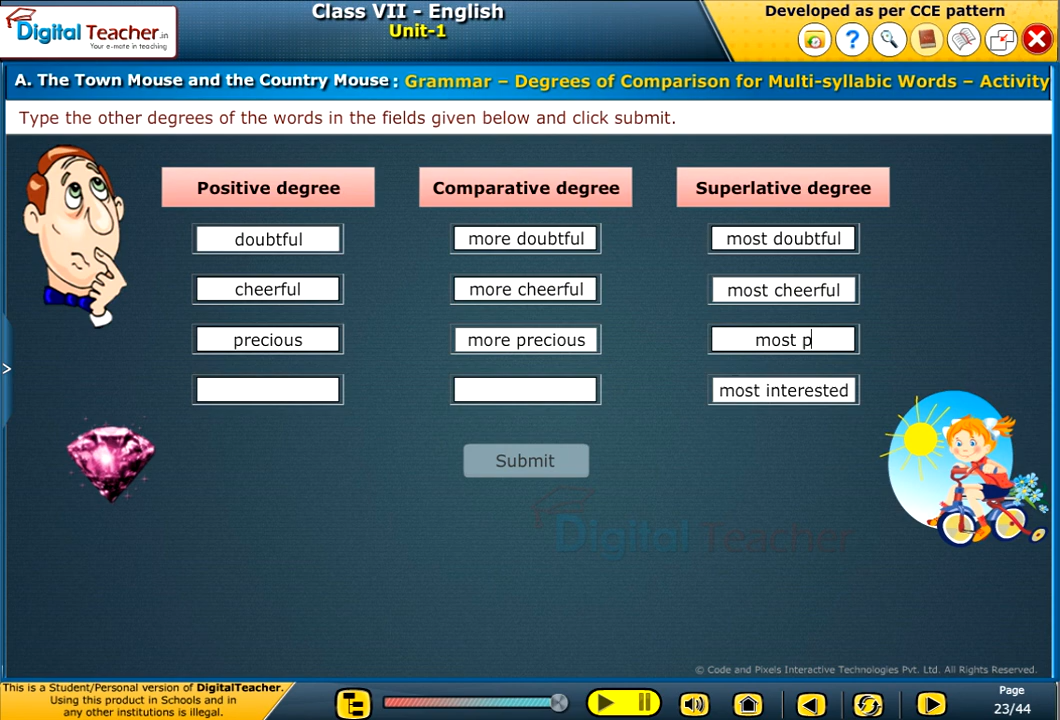 Digital Teacher.in
Your e-mate in teaching
Class VII - English
Unit-1
Developed as per CCE pattern
A. The Town Mouse and the Country Mouse : Grammar – Degrees of Comparison for Multi-syllabic Words – Activity
Type the other degrees of the words in the fields given below and click submit.
Positive degree Comparative degree Superlative degree
doubtful more doubtful most doubtful
cheerful more cheerful most cheerful
precious more precious most p
most interested
Submit
Digital Teacher
© Code and Pixels Interactive Technologies Pvt. Ltd. All Rights Reserved.
This is a Student/Personal version of DigitalTeacher.
Using this product in Schools and in
any other institutions is illegal.
Page
23/44